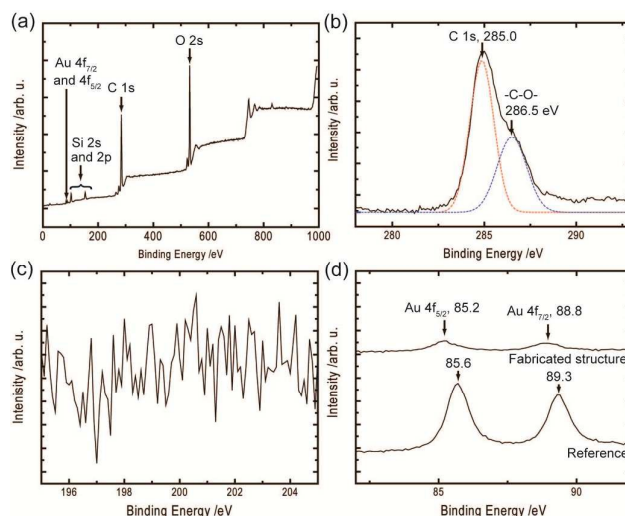 (a)
Au 4f7/2
and 4f5/2
C 1s
O 2s
Si 2s
and 2p
Intensity /arb. u.
0 200 400 600 800 1000
Binding Energy /eV
(b)
C 1s, 285.0
-C-O-
286.5 eV
Intensity /arb. u.
280 285 290
Binding Energy /eV
(c)
Intensity /arb. u.
196 198 200 202 204
Binding Energy /eV
(d)
Au 4f5/2, 85.2 Au 4f7/2, 88.8
Fabricated structure
85.6 89.3
Reference
Intensity /arb. u.
85 90
Binding Energy /eV